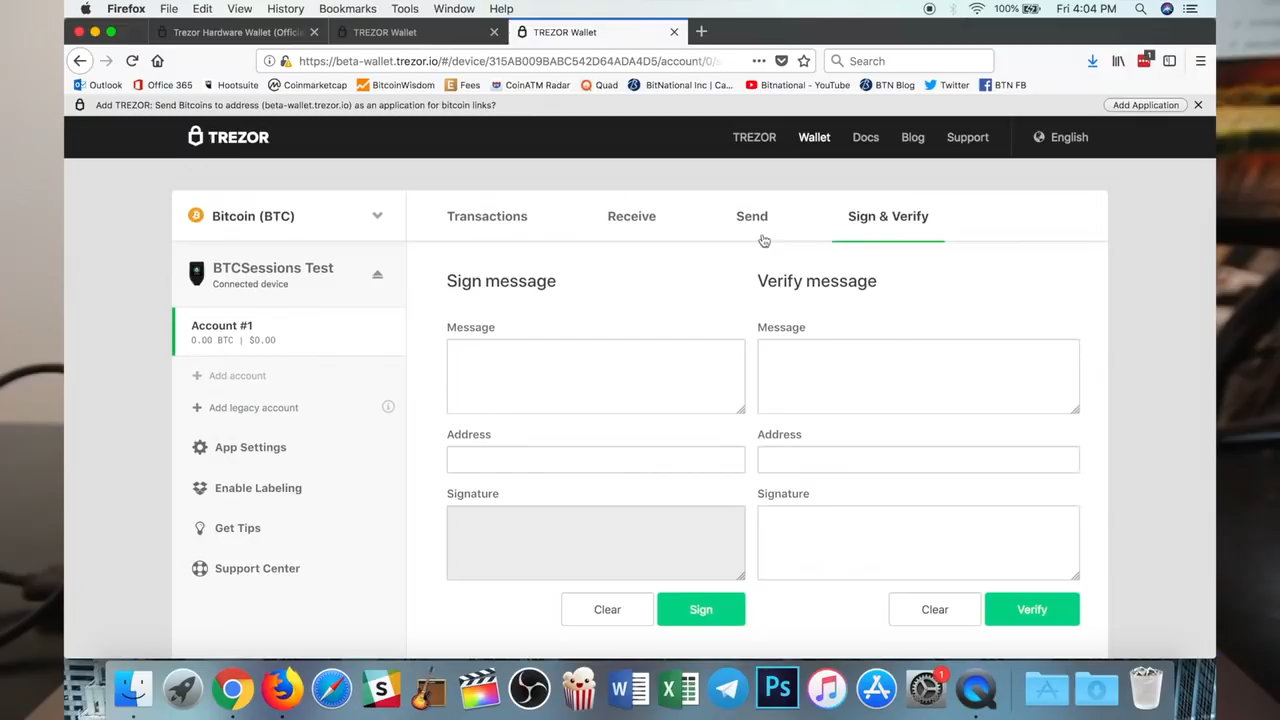 Firefox File Edit View History Bookmarks Tools Window Help 100% Fri 4:04 PM
Trezor Hardware Wallet (Offici TREZOR Wallet TREZOR Wallet
https://beta-wallet.trezor.io/#/device/315AB009BABC542D64ADA4D5/account/0/ Search 1
Outlook Office 365 Hootsuite Coinmarketcap BitcoinWisdom Fees CoinATM Radar Quad BitNational Inc | Ca... Bitnational - YouTube BTN Blog Twitter BTN FB
Add TREZOR: Send Bitcoins to address (beta-wallet.trezor.io) as an application for bitcoin links? Add Application
TREZOR TREZOR Wallet Docs Blog Support English
Bitcoin (BTC) Transactions Receive Send Sign & Verify
BTCSessions Test
Connected device
Sign message Verify message
Account #1
0.00 BTC | $0.00
Message Message
Add account
Add legacy account
Address Address
App Settings
Enable Labeling
Signature Signature
Get Tips
Support Center
Clear Sign Clear Verify
W X Ps 1